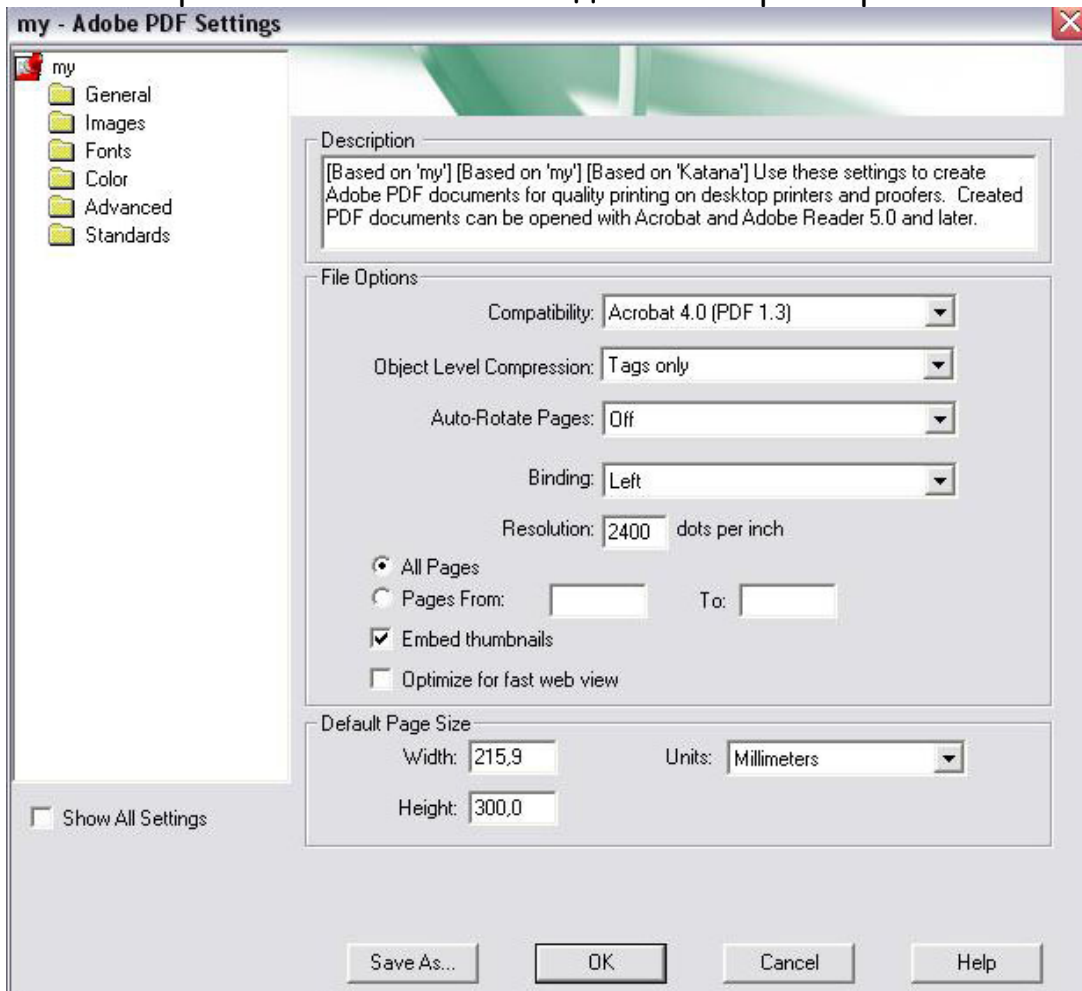 my - Adobe PDF Settings
my
General
Images
Fonts
Color
Advanced
Standards
Show All Settings
Description
[Based on 'my'] [Based on 'my'] [Based on 'Katana'] Use these settings to create
Adobe PDF documents for quality printing on desktop printers and proofers. Created
PDF documents can be opened with Acrobat and Adobe Reader 5.0 and later.
File Options
Compatibility: Acrobat 4.0 (PDF 1.3)
Object Level Compression: Tags only
Auto-Rotate Pages: Off
Binding: Left
Resolution: 2400 dots per inch
All Pages
Pages From: To:
Embed thumbnails
Optimize for fast web view
Default Page Size
Width: 215,9 Units: Millimeters
Height: 300,0
Save As... OK Cancel Help